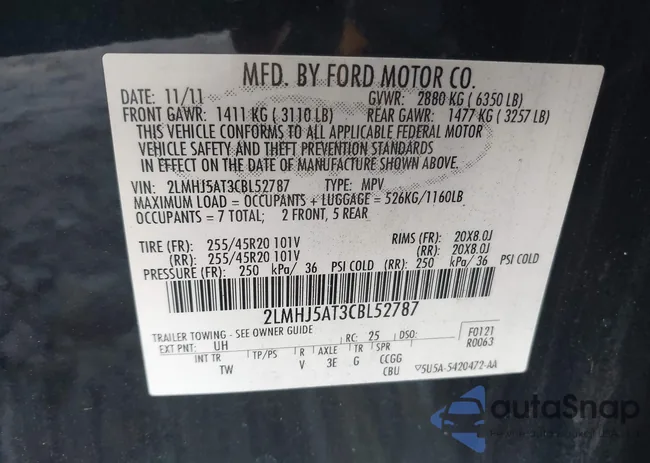 MFD. BY FORD MOTOR CO.
DATE: 11/11 GVWR: 2880 KG ( 6350 LB)
FRONT GAWR: 1411 KG ( 3110 LB) REAR GAWR: 1477 KG ( 3257 LB)
THIS VEHICLE CONFORMS TO ALL APPLICABLE FEDERAL MOTOR
VEHICLE SAFETY AND THEFT PREVENTION STANDARDS
IN EFFECT ON THE DATE OF MANUFACTURE SHOWN ABOVE.
VIN: 2LMHJ5AT3CBL52787 TYPE: MPV
MAXIMUM LOAD = OCCUPANTS + LUGGAGE = 526KG/1160LB
OCCUPANTS = 7 TOTAL; 2 FRONT, 5 REAR
TIRE (FR): 255/45R20 101V RIMS (FR): 20X8.0J
(RR): 255/45R20 101V (RR): 20X8.0J
PRESSURE (FR): 250 kPa/ 36 PSI COLD (RR): 250 kPa/ 36 PSI COLD
2LMHJ5AT3CBL52787
TRAILER TOWING - SEE OWNER GUIDE
EXT PNT: UH RC: 25 DSO: F0121
R0063
INT TR TP/PS R AXLE TR SPR CCGG
TW V 3E G CBU ▽5U5A-5420472-AA
autoSnap